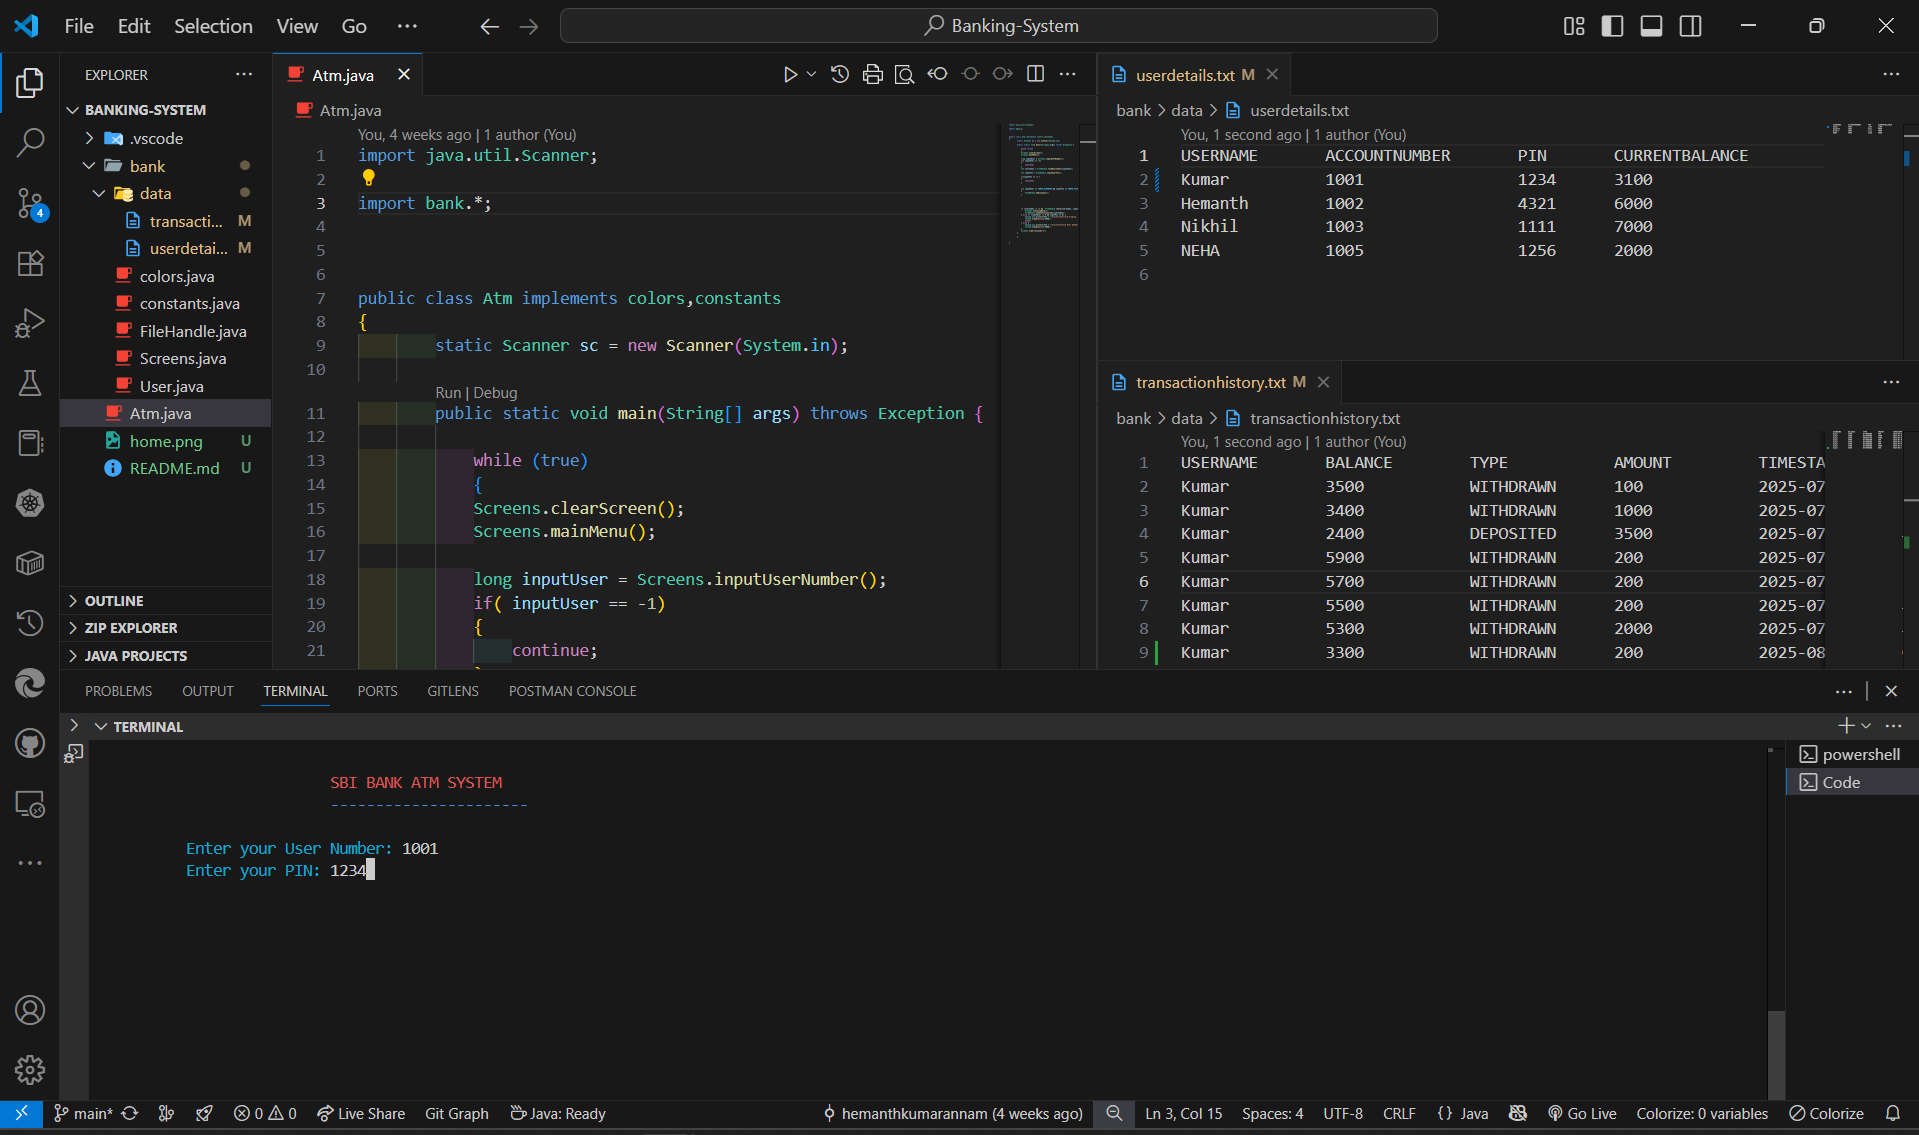 File Edit Selection View Go ··· Banking-System
EXPLORER ···
BANKING-SYSTEM
.vscode
bank
data
transacti... M
userdetai... M
colors.java
constants.java
FileHandle.java
Screens.java
User.java
Atm.java
home.png U
README.md U
OUTLINE
ZIP EXPLORER
JAVA PROJECTS
4
Atm.java
Atm.java
You, 4 weeks ago | 1 author (You)
1 import java.util.Scanner;
2
3 import bank.*;
4
5
6
7 public class Atm implements colors,constants
8 {
9 static Scanner sc = new Scanner(System.in);
10
Run | Debug
11 public static void main(String[] args) throws Exception {
12
13 while (true)
14 {
15 Screens.clearScreen();
16 Screens.mainMenu();
17
18 long inputUser = Screens.inputUserNumber();
19 if( inputUser == -1)
20 {
21 continue;
userdetails.txt M
bank > data > userdetails.txt
You, 1 second ago | 1 author (You)
1 USERNAME ACCOUNTNUMBER PIN CURRENTBALANCE
2 Kumar 1001 1234 3100
3 Hemanth 1002 4321 6000
4 Nikhil 1003 1111 7000
5 NEHA 1005 1256 2000
6
transactionhistory.txt M
bank > data > transactionhistory.txt
You, 1 second ago | 1 author (You)
1 USERNAME BALANCE TYPE AMOUNT TIMESTA
2 Kumar 3500 WITHDRAWN 100 2025-07
3 Kumar 3400 WITHDRAWN 1000 2025-07
4 Kumar 2400 DEPOSITED 3500 2025-07
5 Kumar 5900 WITHDRAWN 200 2025-07
6 Kumar 5700 WITHDRAWN 200 2025-07
7 Kumar 5500 WITHDRAWN 200 2025-07
8 Kumar 5300 WITHDRAWN 2000 2025-07
9 Kumar 3300 WITHDRAWN 200 2025-08
PROBLEMS OUTPUT TERMINAL PORTS GITLENS POSTMAN CONSOLE
TERMINAL
SBI BANK ATM SYSTEM
----------------------
Enter your User Number: 1001
Enter your PIN: 1234
powershell
Code
main* 0 0 Live Share Git Graph Java: Ready hemanthkumarannam (4 weeks ago) Ln 3, Col 15 Spaces: 4 UTF-8 CRLF {} Java Go Live Colorize: 0 variables Colorize